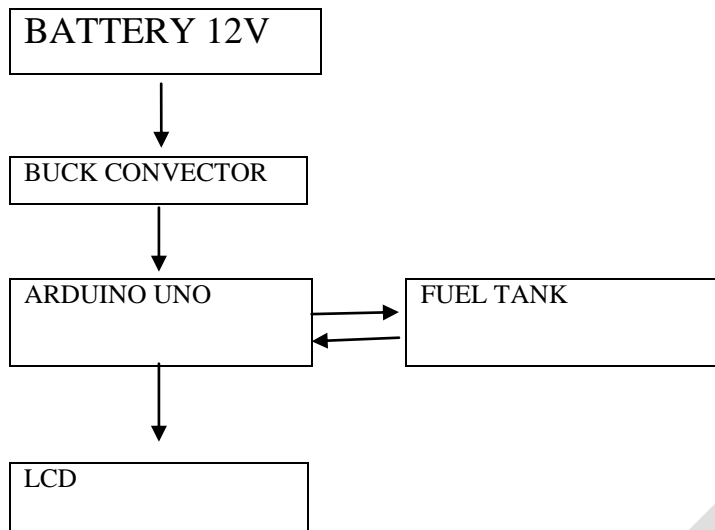 BATTERY 12V
BUCK CONVECTOR
ARDUINO UNO
FUEL TANK
LCD